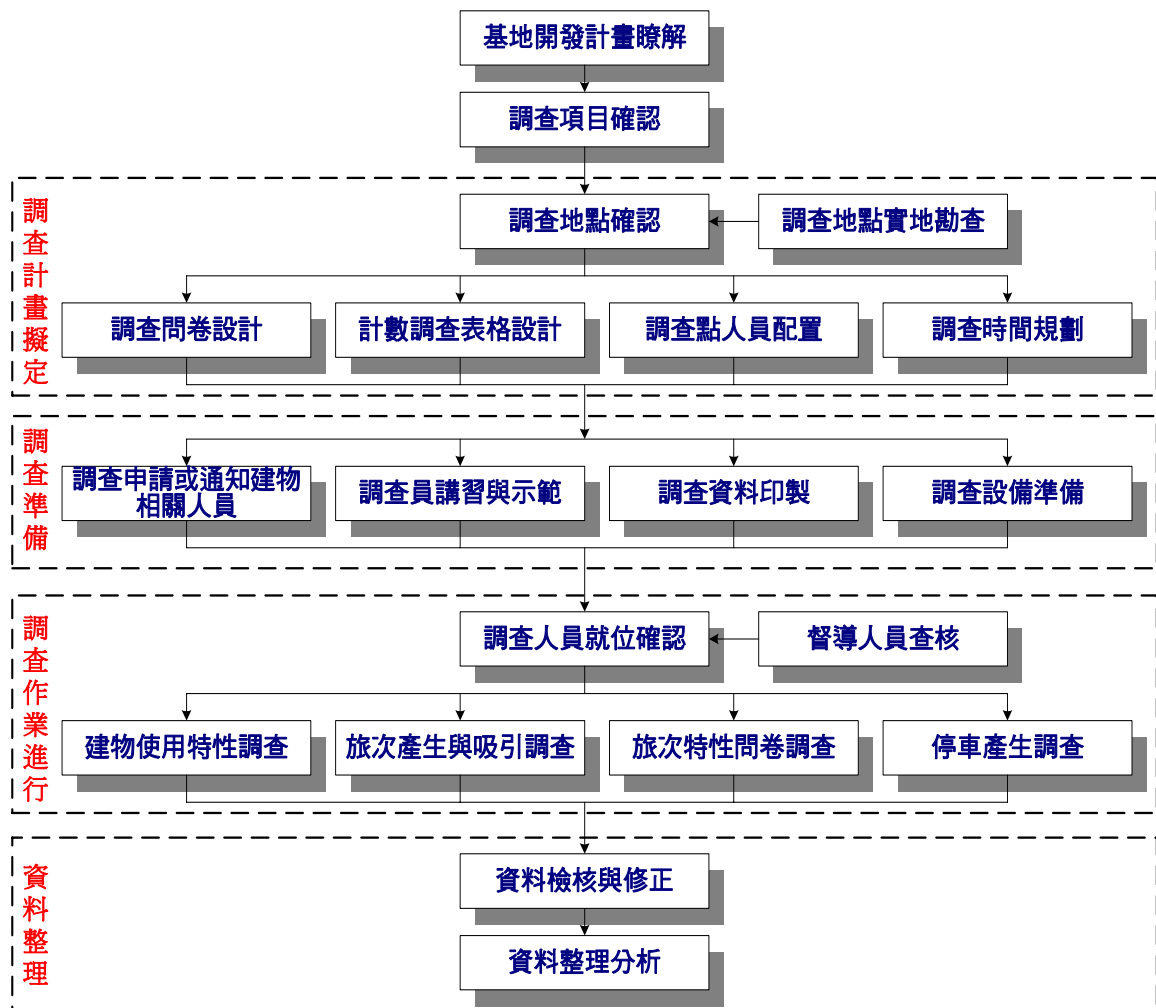 基地開發計畫瞭解
調查項目確認
調查計畫擬定
調查地點確認
調查地點實地勘查
調查問卷設計
計數調查表格設計
調查點人員配置
調查時間規劃
調查準備
調查申請或通知建物
相關人員
調查員講習與示範
調查資料印製
調查設備準備
調查作業進行
調查人員就位確認
督導人員查核
建物使用特性調查
旅次產生與吸引調查
旅次特性問卷調查
停車產生調查
資料整理
資料檢核與修正
資料整理分析